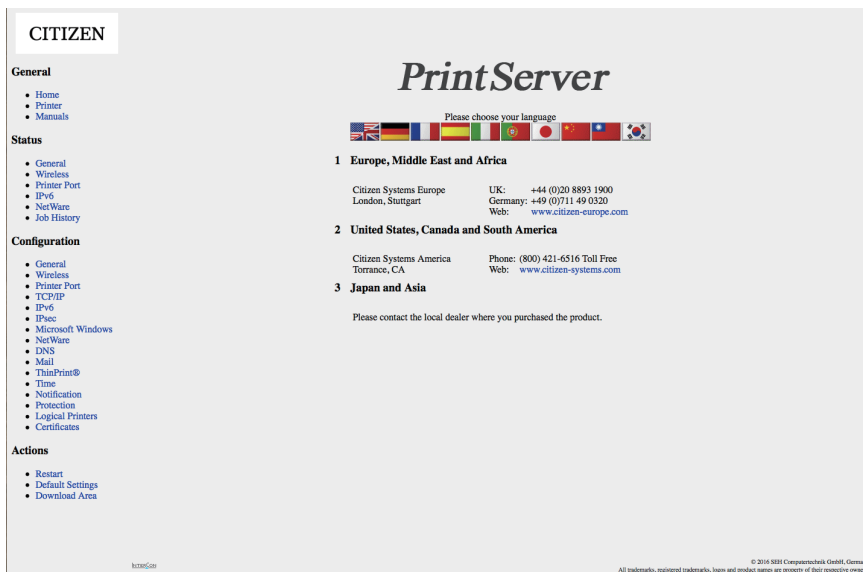 CITIZEN
General
Home
Printer
Manuals
Status
General
Wireless
Printer Port
IPv6
NetWare
Job History
Configuration
General
Wireless
Printer Port
TCP/IP
IPv6
IPsec
Microsoft Windows
NetWare
DNS
Mail
ThinPrint®
Time
Notification
Protection
Logical Printers
Certificates
Actions
Restart
Default Settings
Download Area
PrintServer
Please choose your language
1 Europe, Middle East and Africa
Citizen Systems Europe UK: +44 (0)20 8893 1900
London, Stuttgart Germany: +49 (0)711 49 0320
Web: www.citizen-europe.com
2 United States, Canada and South America
Citizen Systems America Phone: (800) 421-6516 Toll Free
Torrance, CA Web: www.citizen-systems.com
3 Japan and Asia
Please contact the local dealer where you purchased the product.
© 2016 SEH Computertechnik GmbH, Germa
All trademarks, registered trademarks, logos and product names are property of their respective owne